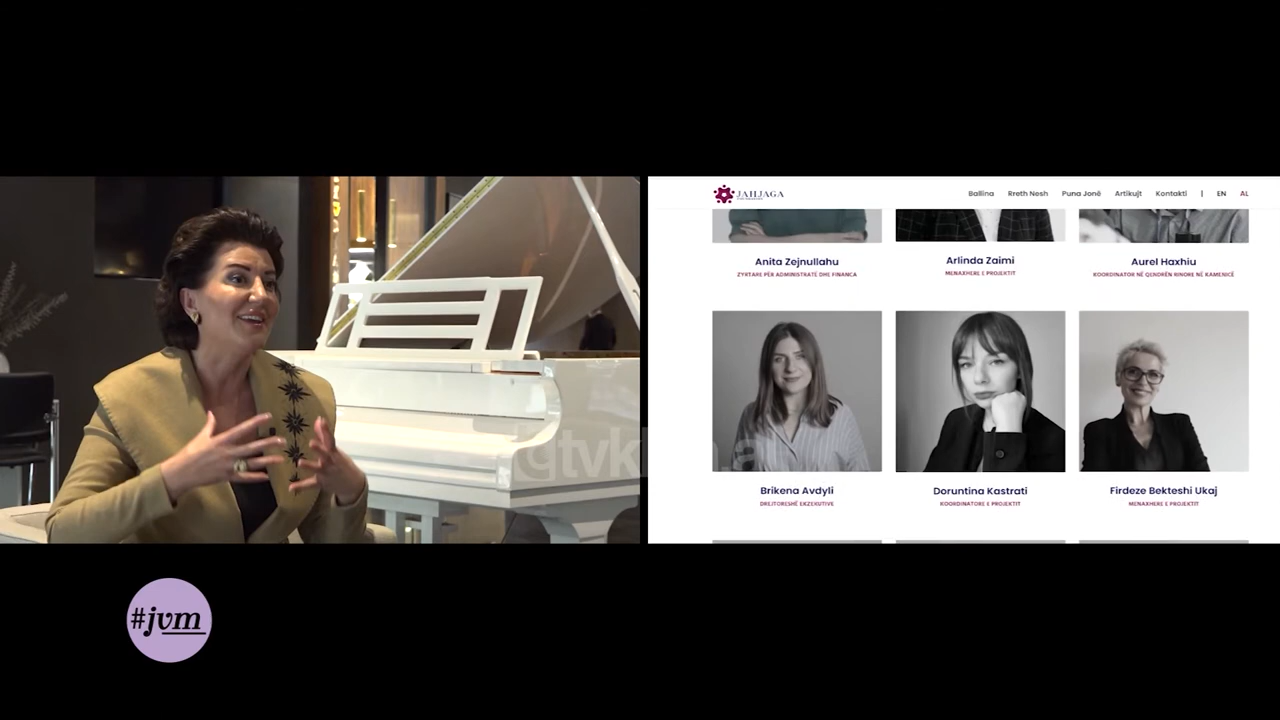 JAHJAGA
Ballina Rreth Nesh Puna Jonë Artikujt Kontakti | EN AL
Anita Zejnullahu
ZYRTARE PËR ADMINISTRATË DHE FINANCA
Arlinda Zaimi
MENAXHERE E PROJEKTIT
Aurel Haxhiu
KOORDINATOR NË QENDRËN RINORE NË KAMENICË
Brikena Avdyli
DREJTORESHË EKZEKUTIVE
Doruntina Kastrati
KOORDINATORE E PROJEKTIT
Firdeze Bekteshi Ukaj
MENAXHERE E PROJEKTIT
#jvm